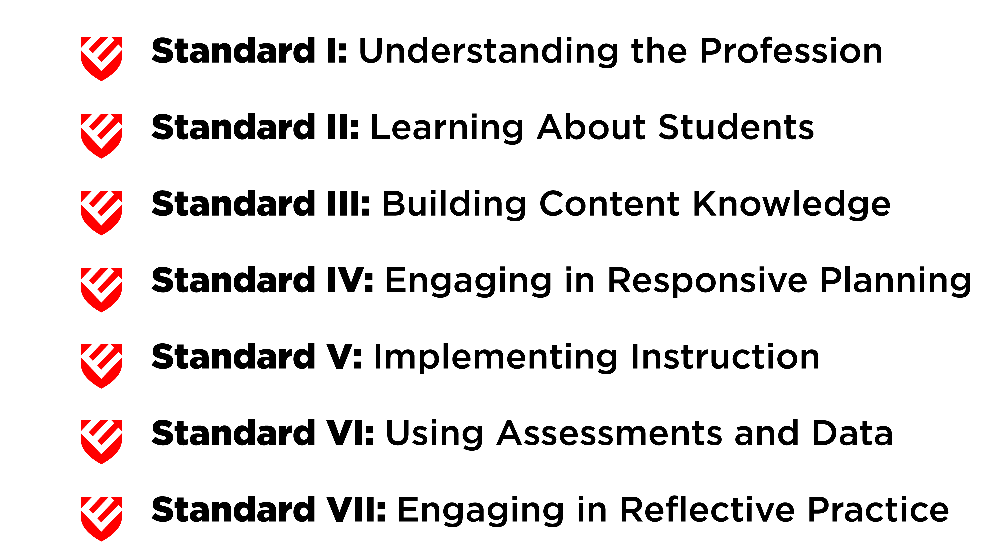 Standard I: Understanding the Profession
Standard II: Learning About Students
Standard III: Building Content Knowledge
Standard IV: Engaging in Responsive Planning
Standard V: Implementing Instruction
Standard VI: Using Assessments and Data
Standard VII: Engaging in Reflective Practice